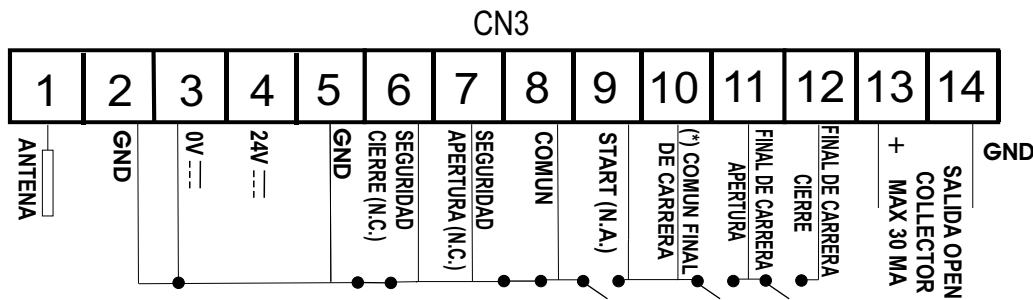 CN3
1 2 3 4 5 6 7 8 9 10 11 12 13 14
ANTENA
GND
0V
24V
GND
SEGURIDAD
CIERRE (N.C.)
SEGURIDAD
APERTURA (N.C.)
COMUN
START (N.A.)
(*) COMUN FINAL
DE CARRERA
FINAL DE CARRERA
APERTURA
FINAL DE CARRERA
CIERRE
+
MAX 30 MA
SALIDA OPEN
COLLECTOR
GND